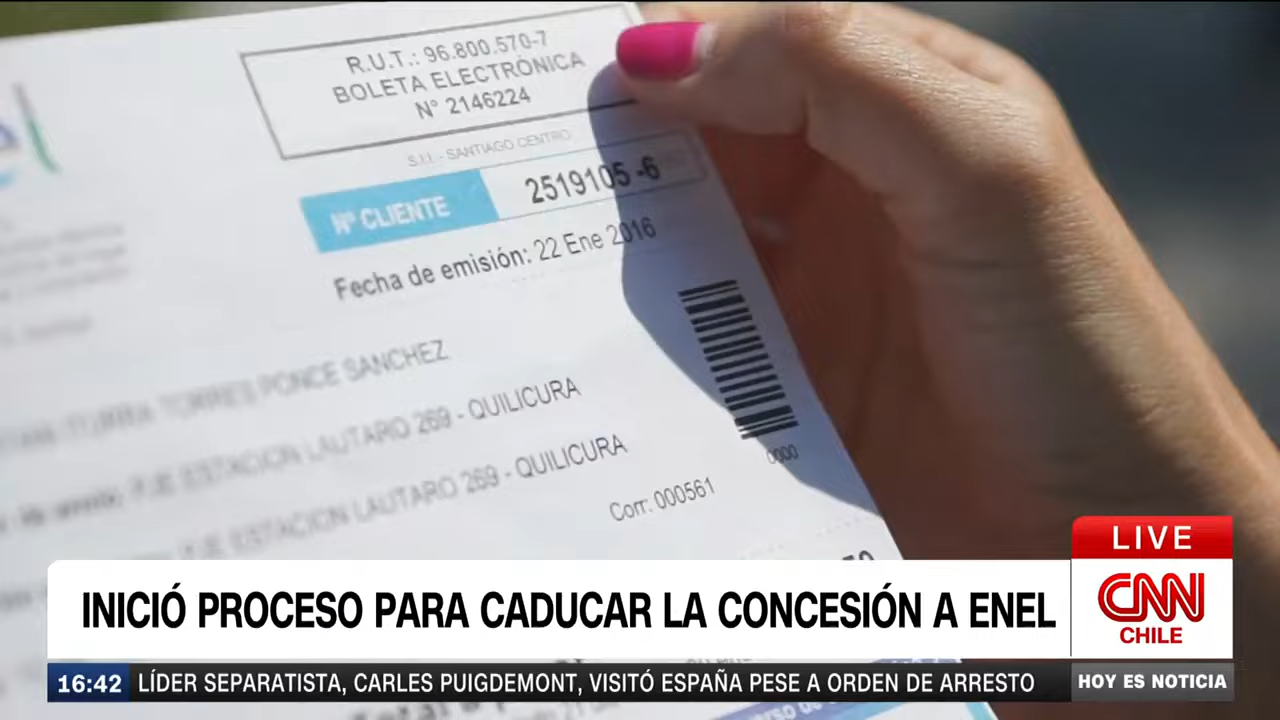 R.U.T.: 96.800.570-7
BOLETA ELECTRÓNICA
N° 2146224
S.I.I. - SANTIAGO CENTRO
N° CLIENTE 2519105-6
Fecha de emisión: 22 Ene 2016
TORRES PONCE SANCHEZ
PJE ESTACION LAUTARO 269 - QUILICURA
PJE ESTACION LAUTARO 269 - QUILICURA
0000
Corr: 000561
LIVE
INICIÓ PROCESO PARA CADUCAR LA CONCESIÓN A ENEL
CNN
CHILE
16:42 LÍDER SEPARATISTA, CARLES PUIGDEMONT, VISITÓ ESPAÑA PESE A ORDEN DE ARRESTO
HOY ES NOTICIA